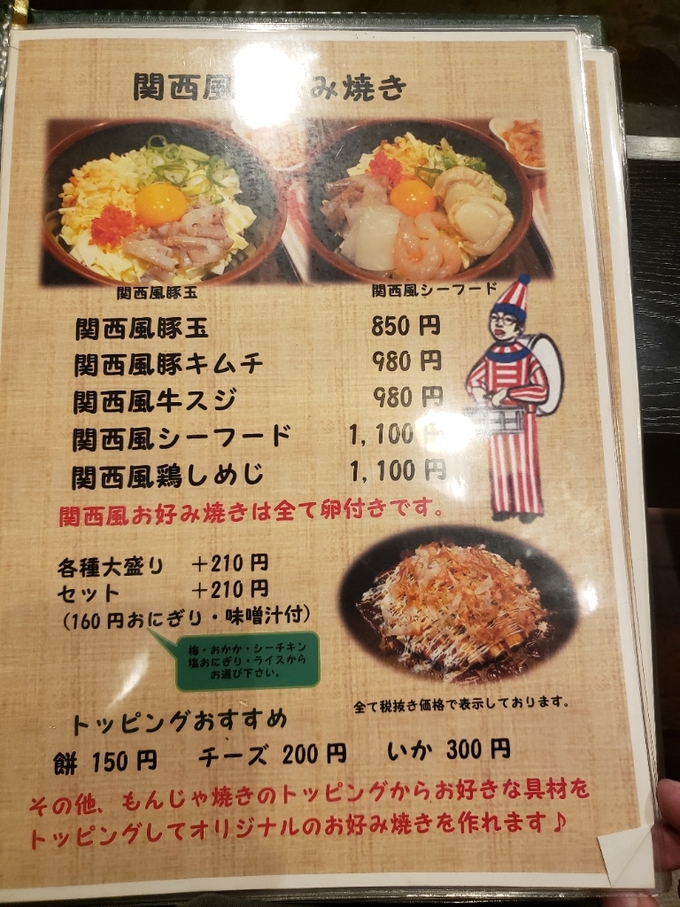 関西風 み焼き
関西風豚玉
関西風シーフード
関西風豚玉 850 円
関西風豚キムチ 980 円
関西風牛スジ 980 円
関西風シーフード 1,100 円
関西風鶏しめじ 1,100 円
関西風お好み焼きは全て卵付きです。
各種大盛り +210 円
セット +210 円
(160 円おにぎり・味噌汁付)
梅・おかか・シーチキン
塩おにぎり・ライスから
お選び下さい。
全て税抜き価格で表示しております。
トッピングおすすめ
餅 150 円 チーズ 200 円 いか 300 円
その他、もんじゃ焼きのトッピングからお好きな具材を
トッピングしてオリジナルのお好み焼きを作れます♪